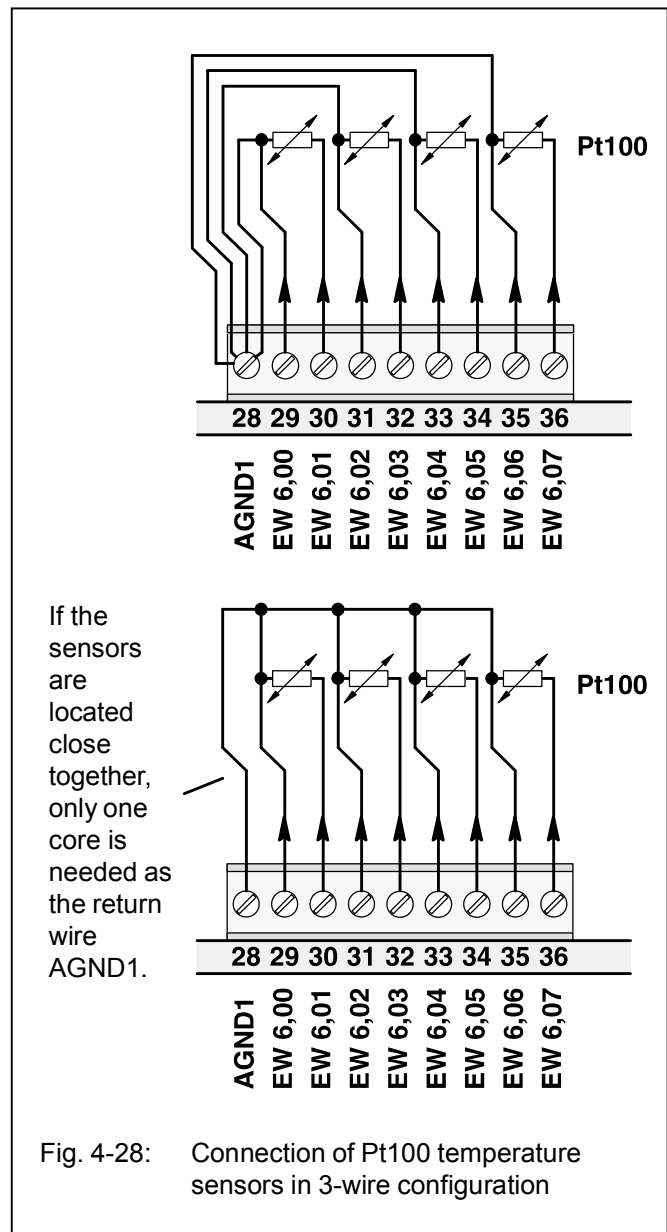 Pt100
28 29 30 31 32 33 34 35 36
AGND1
EW 6,00
EW 6,01
EW 6,02
EW 6,03
EW 6,04
EW 6,05
EW 6,06
EW 6,07
If the
sensors
are
located
close
together,
only one
core is
needed as
the return
wire
AGND1.
Pt100
28 29 30 31 32 33 34 35 36
AGND1
EW 6,00
EW 6,01
EW 6,02
EW 6,03
EW 6,04
EW 6,05
EW 6,06
EW 6,07
Fig. 4-28: Connection of Pt100 temperature
sensors in 3-wire configuration